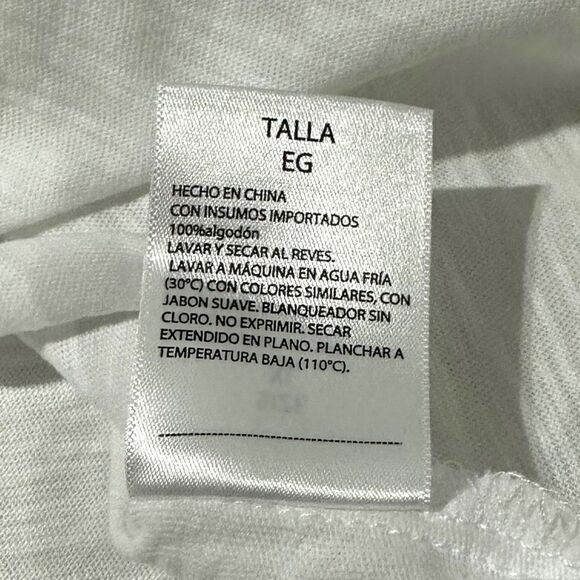 TALLA
EG
HECHO EN CHINA
CON INSUMOS IMPORTADOS
100%algodón
LAVAR Y SECAR AL REVES.
LAVAR A MÁQUINA EN AGUA FRÍA
(30°C) CON COLORES SIMILARES, CON
JABON SUAVE. BLANQUEADOR SIN
CLORO. NO EXPRIMIR. SECAR
EXTENDIDO EN PLANO. PLANCHAR A
TEMPERATURA BAJA (110°C).